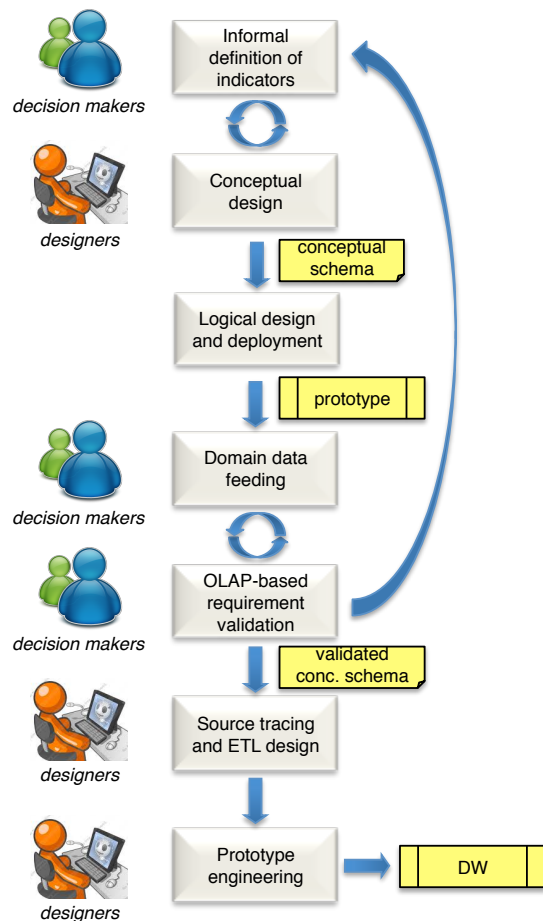 Informal
definition of
indicators
decision makers
Conceptual
design
designers
conceptual
schema
Logical design
and deployment
prototype
Domain data
feeding
decision makers
OLAP-based
requirement
validation
decision makers
validated
conc. schema
Source tracing
and ETL design
designers
Prototype
engineering
DW
designers